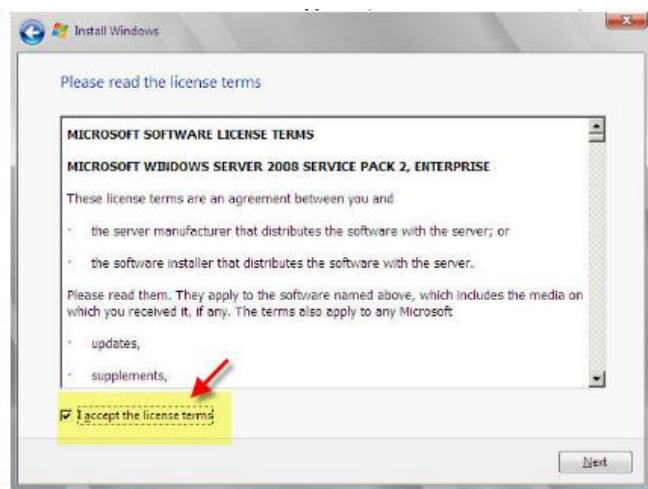 Install Windows
Please read the license terms
MICROSOFT SOFTWARE LICENSE TERMS
MICROSOFT WINDOWS SERVER 2008 SERVICE PACK 2, ENTERPRISE
These license terms are an agreement between you and
· the server manufacturer that distributes the software with the server; or
· the software installer that distributes the software with the server.
Please read them. They apply to the software named above, which includes the media on
which you received it, if any. The terms also apply to any Microsoft
· updates,
· supplements,
I accept the license terms
Next